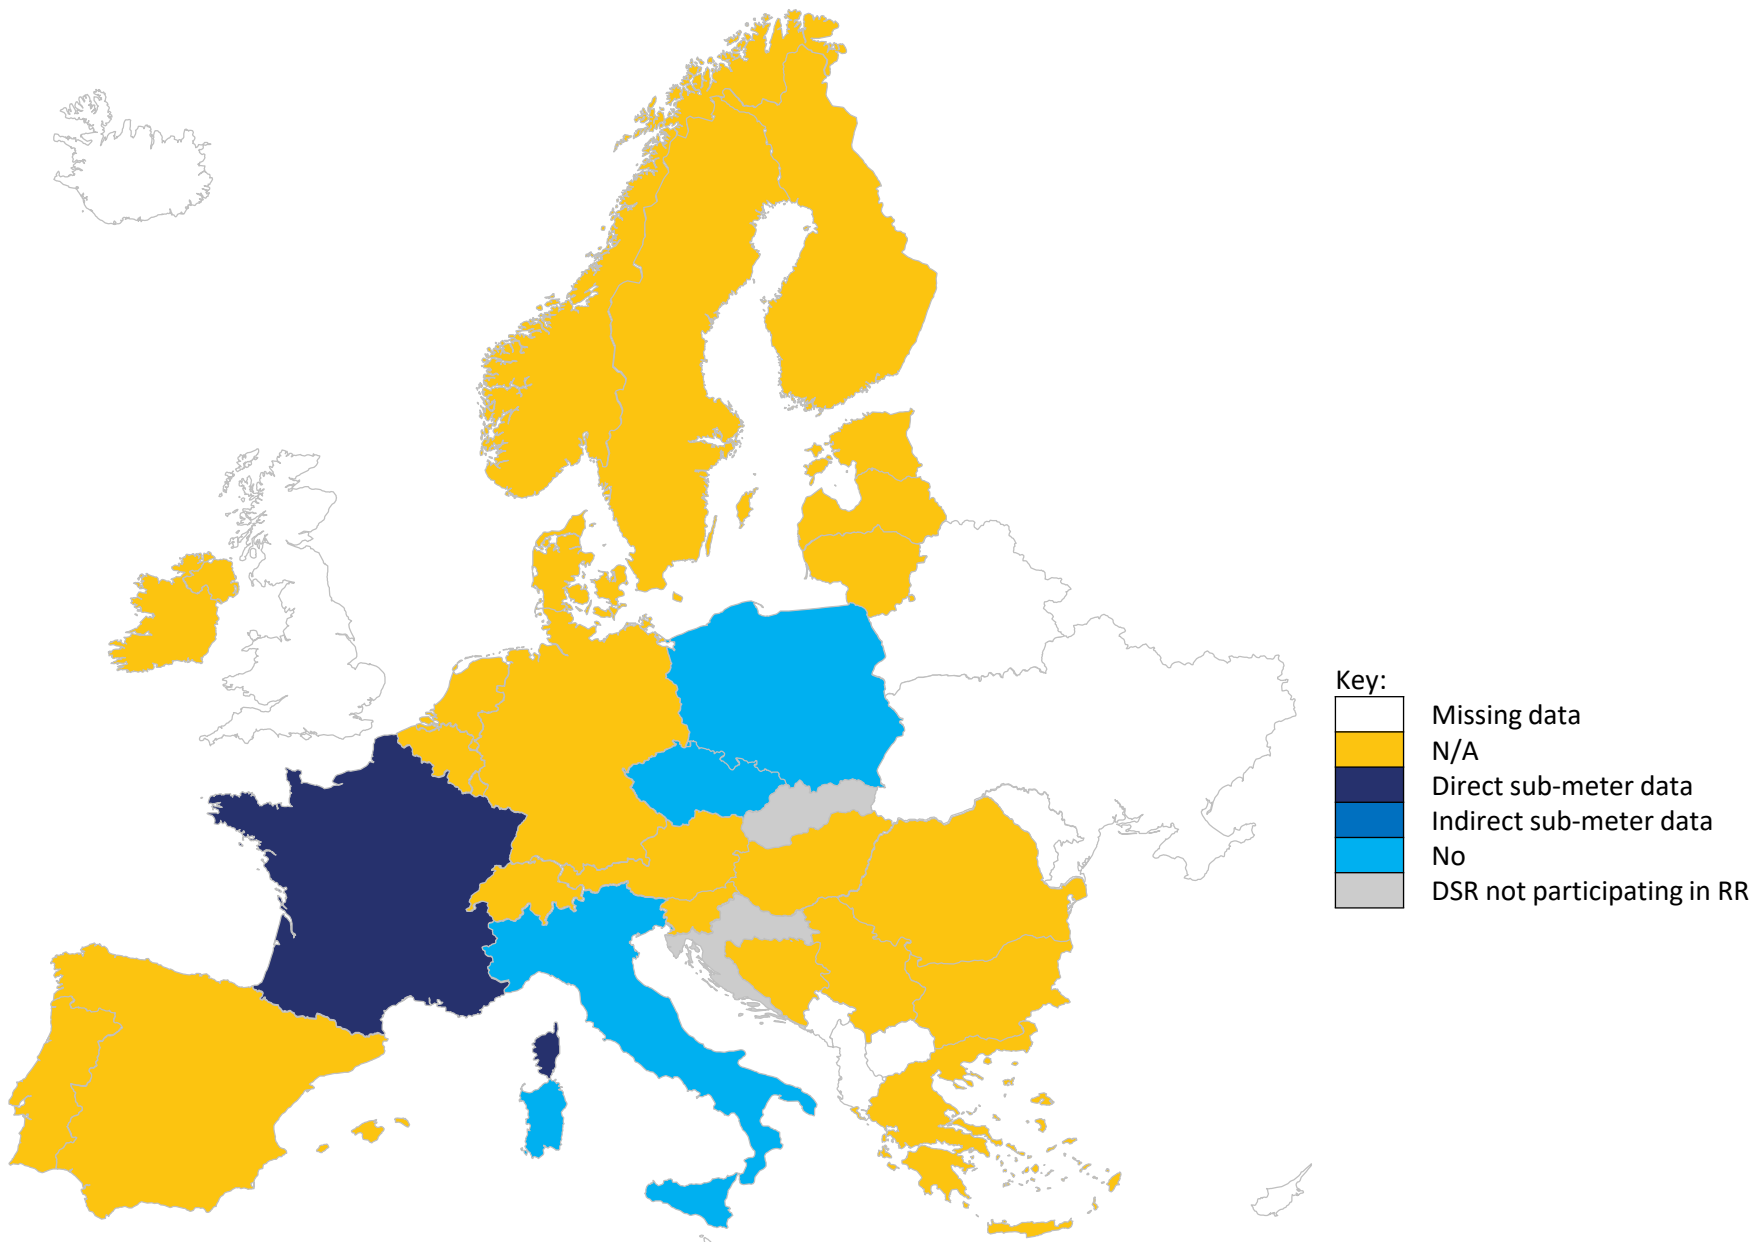 Key:
Missing data
N/A
Direct sub-meter data
Indirect sub-meter data
No
DSR not participating in RR